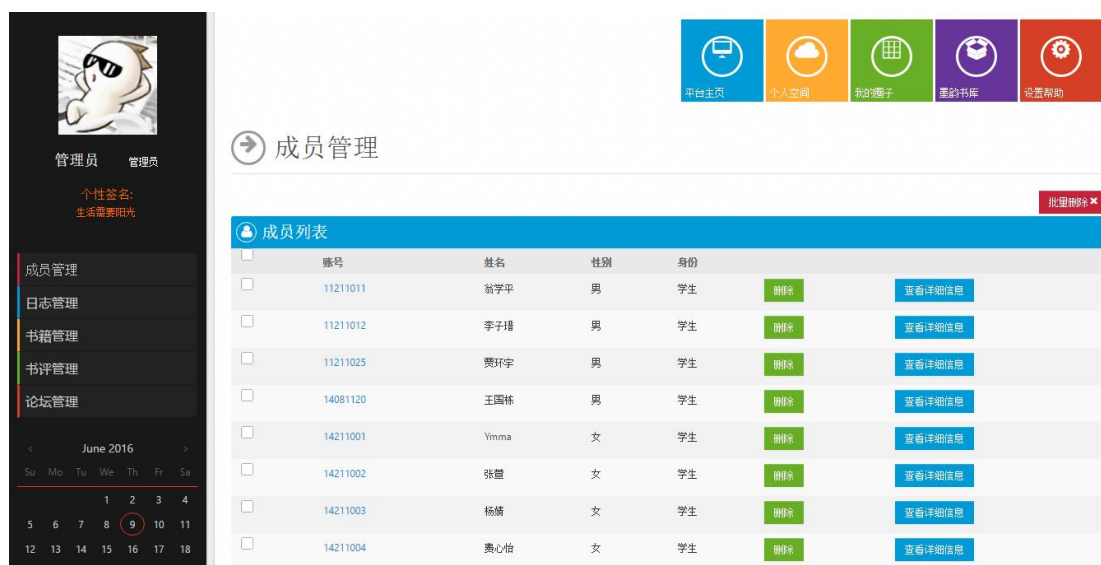 平台主页 个人空间 我的圈子 墨韵书库 设置帮助
管理员 管理员
个性签名:
生活需要阳光
成员管理
日志管理
书籍管理
书评管理
论坛管理
< June 2016 >
Su Mo Tu We Th Fr Sa
1 2 3 4
5 6 7 8 9 10 11
12 13 14 15 16 17 18
成员管理
批里删除✖
成员列表
账号 姓名 性别 身份
11211011 翁学平 男 学生 删除 查看详细信息
11211012 李子 男 学生 删除 查看详细信息
11211025 贾环宇 男 学生 删除 查看详细信息
14081120 王国栋 男 学生 删除 查看详细信息
14211001 Ymma 女 学生 删除 查看详细信息
14211002 张萱 女 学生 删除 查看详细信息
14211003 杨婧 女 学生 删除 查看详细信息
14211004 费心怡 女 学生 删除 查看详细信息